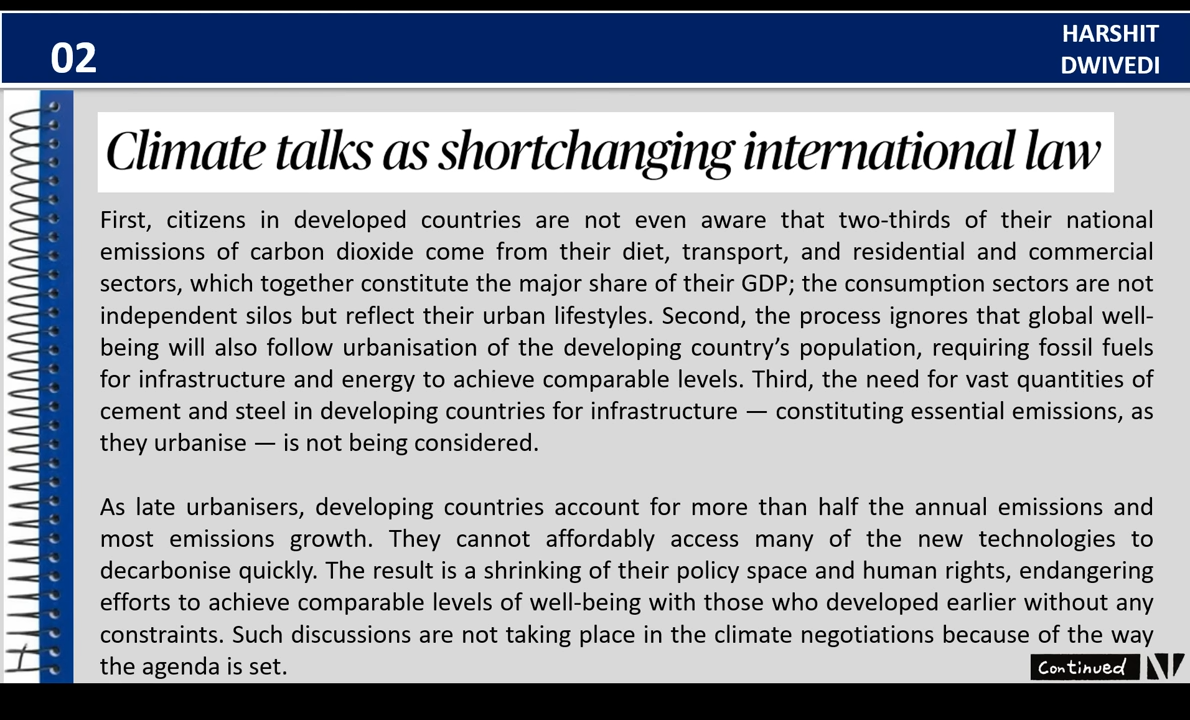 02
HARSHIT
DWIVEDI
Climate talks as shortchanging international law
First, citizens in developed countries are not even aware that two-thirds of their national
emissions of carbon dioxide come from their diet, transport, and residential and commercial
sectors, which together constitute the major share of their GDP; the consumption sectors are not
independent silos but reflect their urban lifestyles. Second, the process ignores that global well-
being will also follow urbanisation of the developing country’s population, requiring fossil fuels
for infrastructure and energy to achieve comparable levels. Third, the need for vast quantities of
cement and steel in developing countries for infrastructure — constituting essential emissions, as
they urbanise — is not being considered.
As late urbanisers, developing countries account for more than half the annual emissions and
most emissions growth. They cannot affordably access many of the new technologies to
decarbonise quickly. The result is a shrinking of their policy space and human rights, endangering
efforts to achieve comparable levels of well-being with those who developed earlier without any
constraints. Such discussions are not taking place in the climate negotiations because of the way
the agenda is set.
Continued